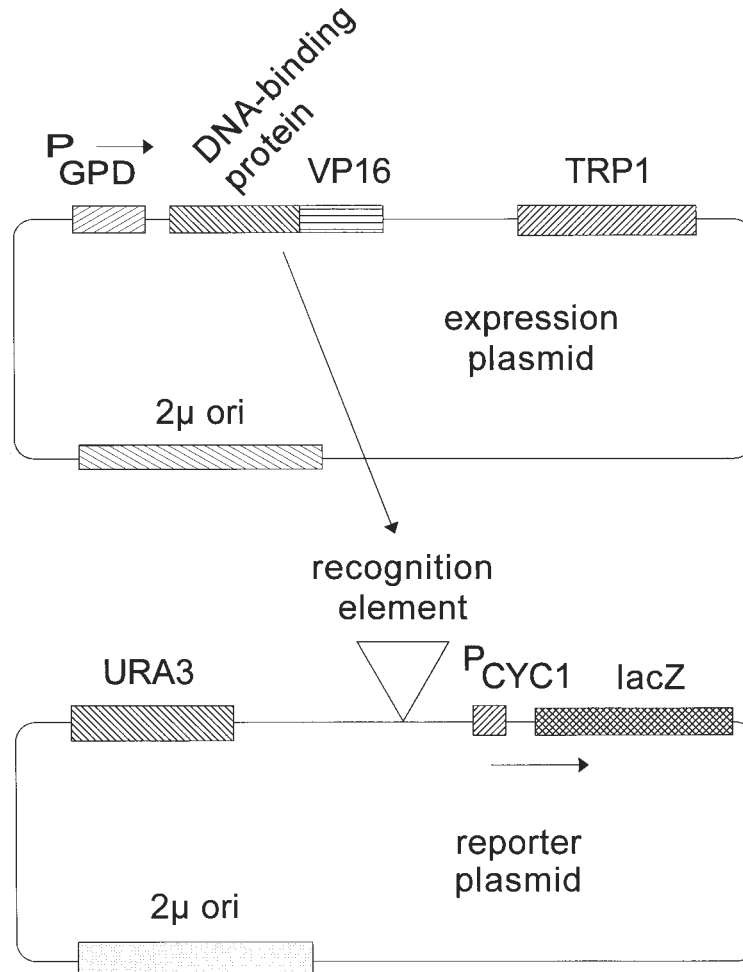 P GPD
DNA-binding
protein
VP16
TRP1
expression
plasmid
2µ ori
recognition
element
URA3
P CYC1
lacZ
reporter
plasmid
2µ ori